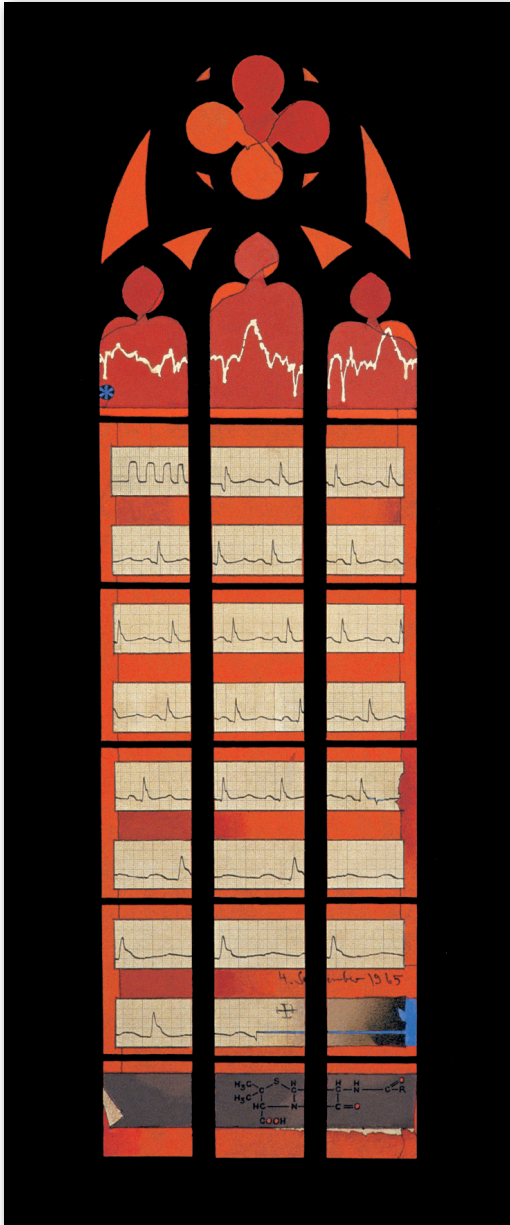 4. September 1965
H₃C S H H H O
N C R
H₃C
HC N C=O
COOH